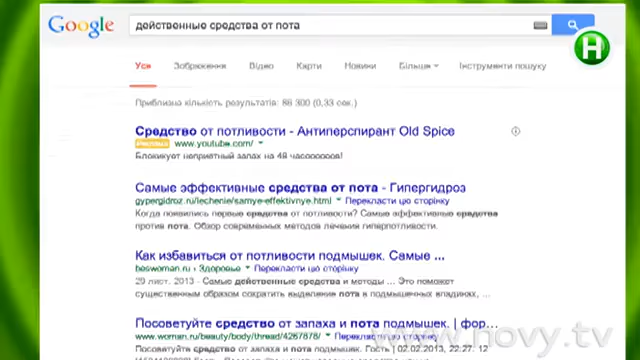 Google
действенные средства от пота
H
Усе Зображення Відео Карти Новини Більше Інструменти пошуку
Приблизна кількість результатів: 88 300 (0,33 сек.)
Средство от потливости - Антиперспирант Old Spice
Реклама www.youtube.com/
Блокирует неприятный запах на 48 часооооооов!
Самые эффективные средства от пота - Гипергидроз
gypergidroz.ru/lechenie/samye-effektivnye.html Перекласти цю сторінку
Когда появились первые средства от потливости? Самые эффективные средства
против пота. Обзор современных методов лечения гиперпотливости.
Как избавиться от потливости подмышек. Самые ...
beswoman.ru › Здоровье Перекласти цю сторінку
29 лист. 2013 - Самые действенные средства и методы ... Это поможет
существенным образом сократить выделение пота в подмышечных впадинах, ...
Посоветуйте средство от запаха и пота подмышек. | фор...
www.woman.ru/beauty/body/thread/4267878/ Перекласти цю сторінку
Посоветуйте средство от запаха и пота подмышек. Гость | 02.02.2013, 22:27: 12
www.novy.tv